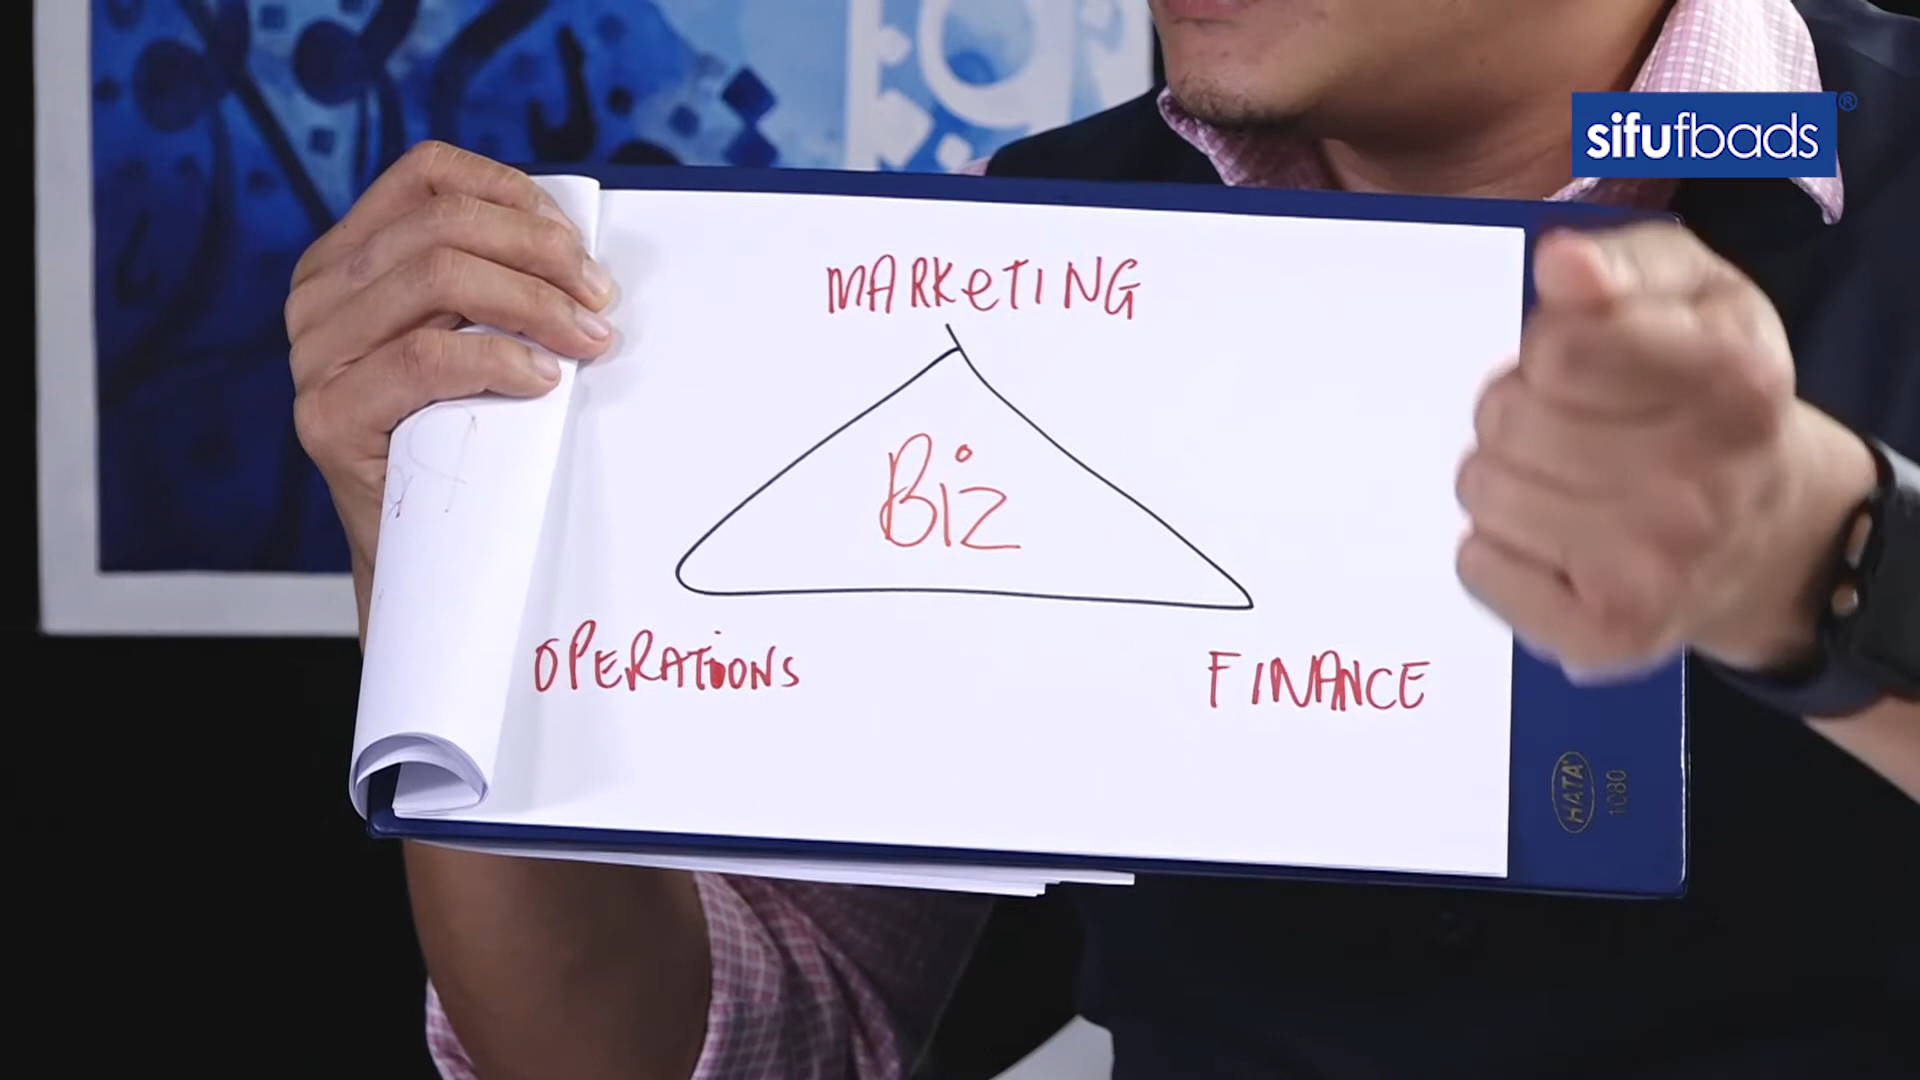 sifufbads®
MARKeTING
Biz
OPERATiONS
FINANCE
HATA
1080